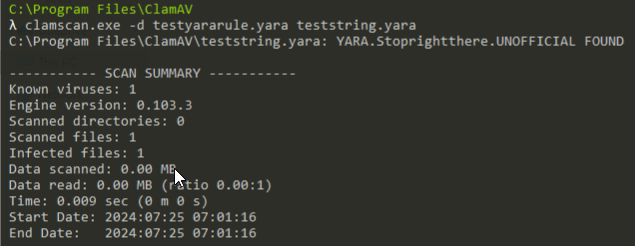 C:\Program Files\ClamAV
λ clamscan.exe -d testyararule.yara teststring.yara
C:\Program Files\ClamAV\teststring.yara: YARA.Stoprightthere.UNOFFICIAL FOUND
----------- SCAN SUMMARY -----------
Known viruses: 1
Engine version: 0.103.3
Scanned directories: 0
Scanned files: 1
Infected files: 1
Data scanned: 0.00 MB
Data read: 0.00 MB (ratio 0.00:1)
Time: 0.009 sec (0 m 0 s)
Start Date: 2024:07:25 07:01:16
End Date:   2024:07:25 07:01:16